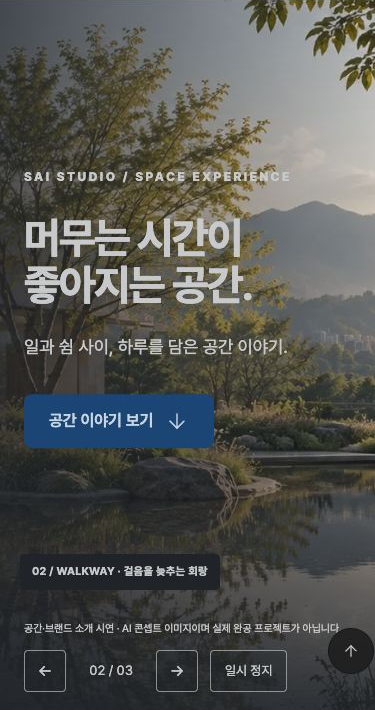 SAI STUDIO / SPACE EXPERIENCE
머무는 시간이
좋아지는 공간.
일과 쉼 사이, 하루를 담은 공간 이야기.
공간 이야기 보기 ↓
02 / WALKWAY · 걸음을 늦추는 회랑
공간·브랜드 소개 시연 · AI 콘셉트 이미지이며 실제 완공 프로젝트가 아닙니다.
← 02 / 03 → 일시 정지 ↑